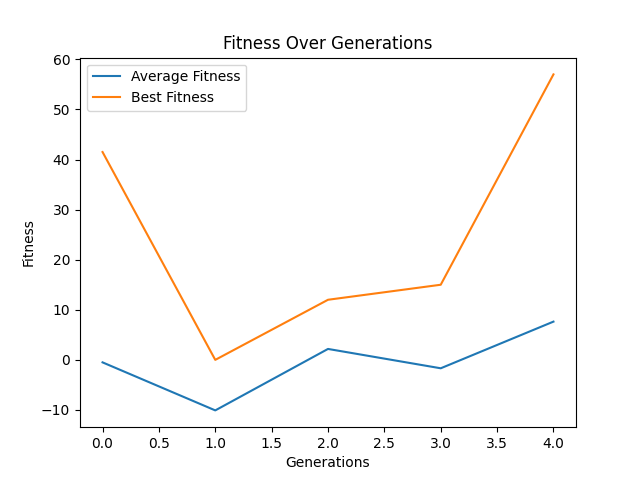 Fitness Over Generations
Average Fitness
Best Fitness
60
50
40
30
20
10
0
−10
Fitness
0.0 0.5 1.0 1.5 2.0 2.5 3.0 3.5 4.0
Generations